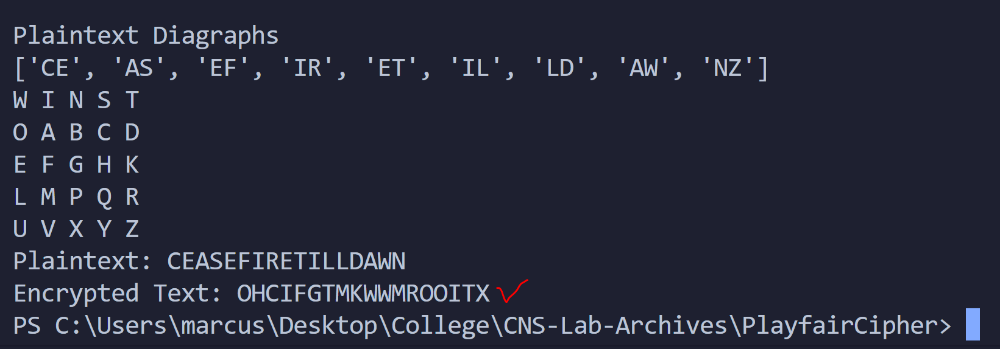 Plaintext Diagraphs
['CE', 'AS', 'EF', 'IR', 'ET', 'IL', 'LD', 'AW', 'NZ']
W I N S T
O A B C D
E F G H K
L M P Q R
U V X Y Z
Plaintext: CEASEFIRETILLDAWN
Encrypted Text: OHCIFGTMKWWMROOITX
PS C:\Users\marcus\Desktop\College\CNS-Lab-Archives\PlayfairCipher>